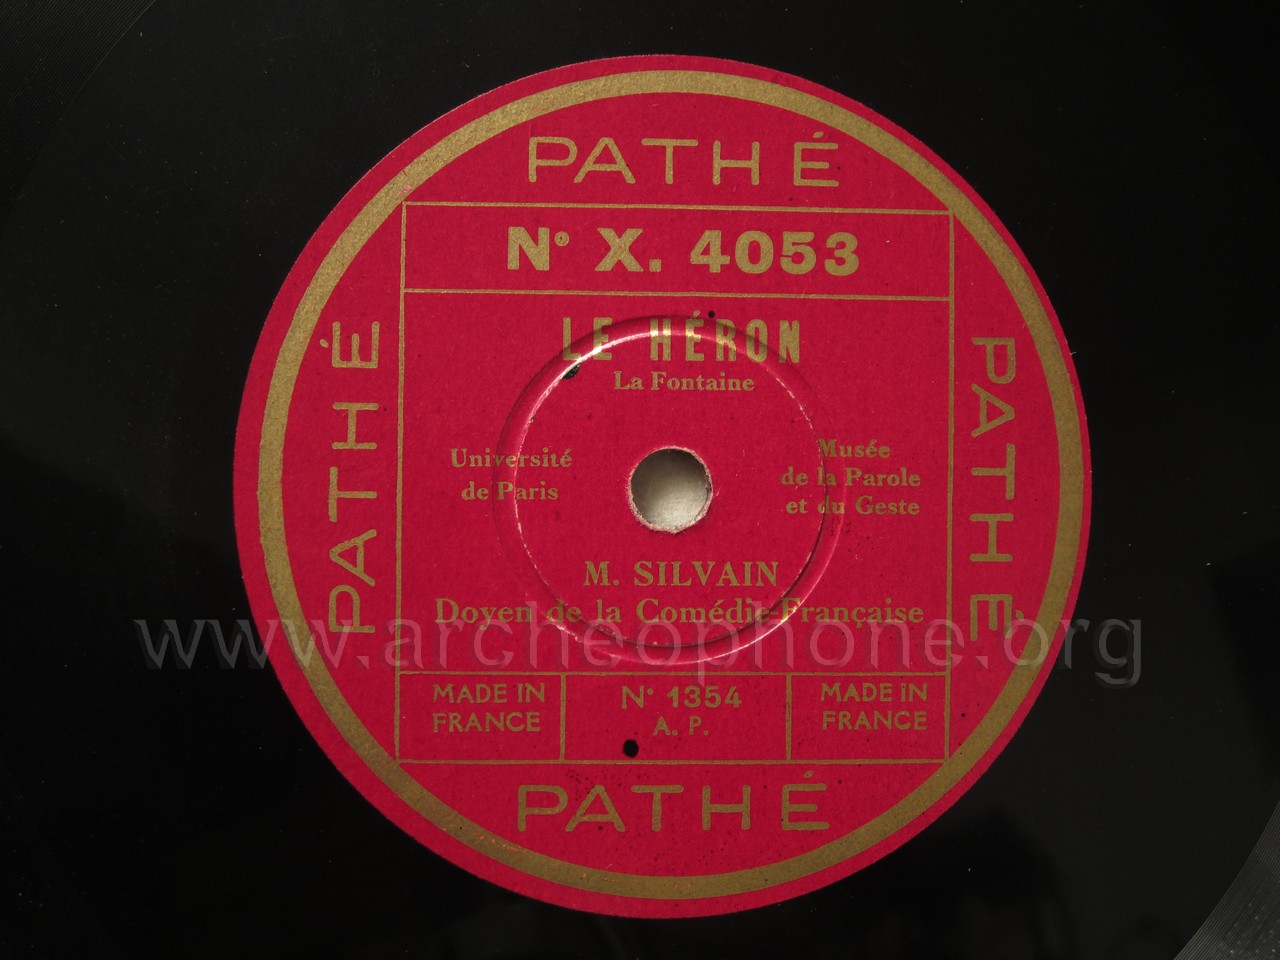 PATHÉ
N° X. 4053
LE HÉRON
La Fontaine
PATHÉ
PATHÉ
Université
de Paris
Musée
de la Parole
et du Geste
M. SILVAIN
Doyen de la Comédie-Française
www.archeophone.org
MADE IN
FRANCE
N° 1354
A. P.
MADE IN
FRANCE
PATHÉ